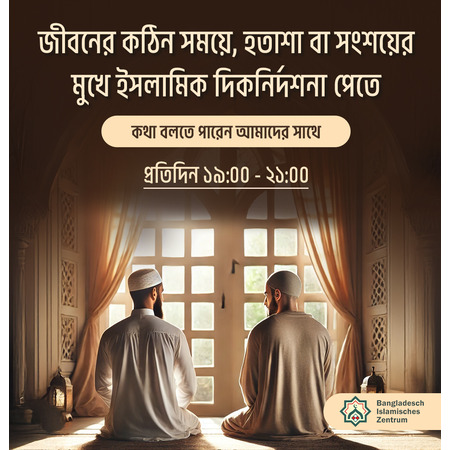 জীবনের কঠিন সময়ে, হতাশা বা সংশয়ের
মুখে ইসলামিক দিকনির্দশনা পেতে
কথা বলতে পারেন আমাদের সাথে
প্রতিদিন ১৯:০০ - ২১:০০
Bangladesch
Islamisches
Zentrum